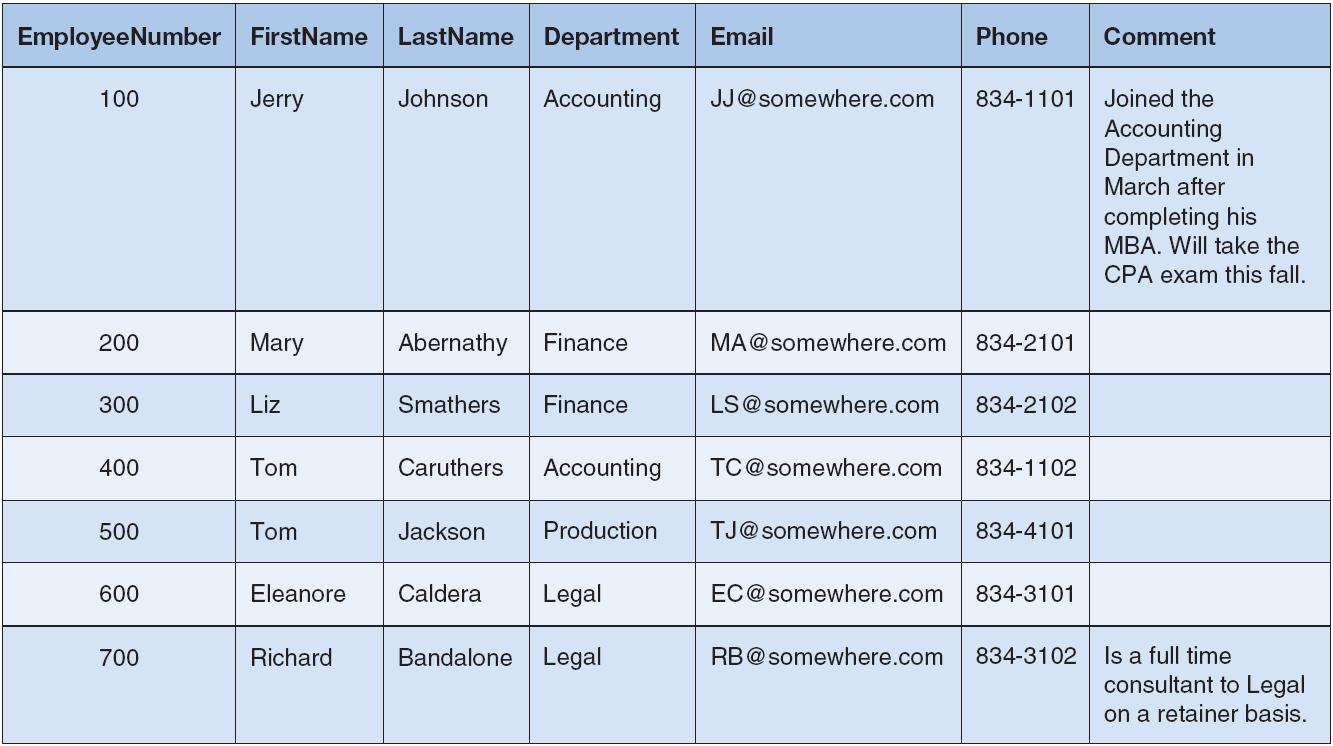 EmployeeNumber FirstName LastName Department Email Phone Comment
100 Jerry Johnson Accounting JJ@somewhere.com 834-1101 Joined the
Accounting
Department in
March after
completing his
MBA. Will take the
CPA exam this fall.
200 Mary Abernathy Finance MA@somewhere.com 834-2101
300 Liz Smathers Finance LS@somewhere.com 834-2102
400 Tom Caruthers Accounting TC@somewhere.com 834-1102
500 Tom Jackson Production TJ@somewhere.com 834-4101
600 Eleanore Caldera Legal EC@somewhere.com 834-3101
700 Richard Bandalone Legal RB@somewhere.com 834-3102 Is a full time
consultant to Legal
on a retainer basis.